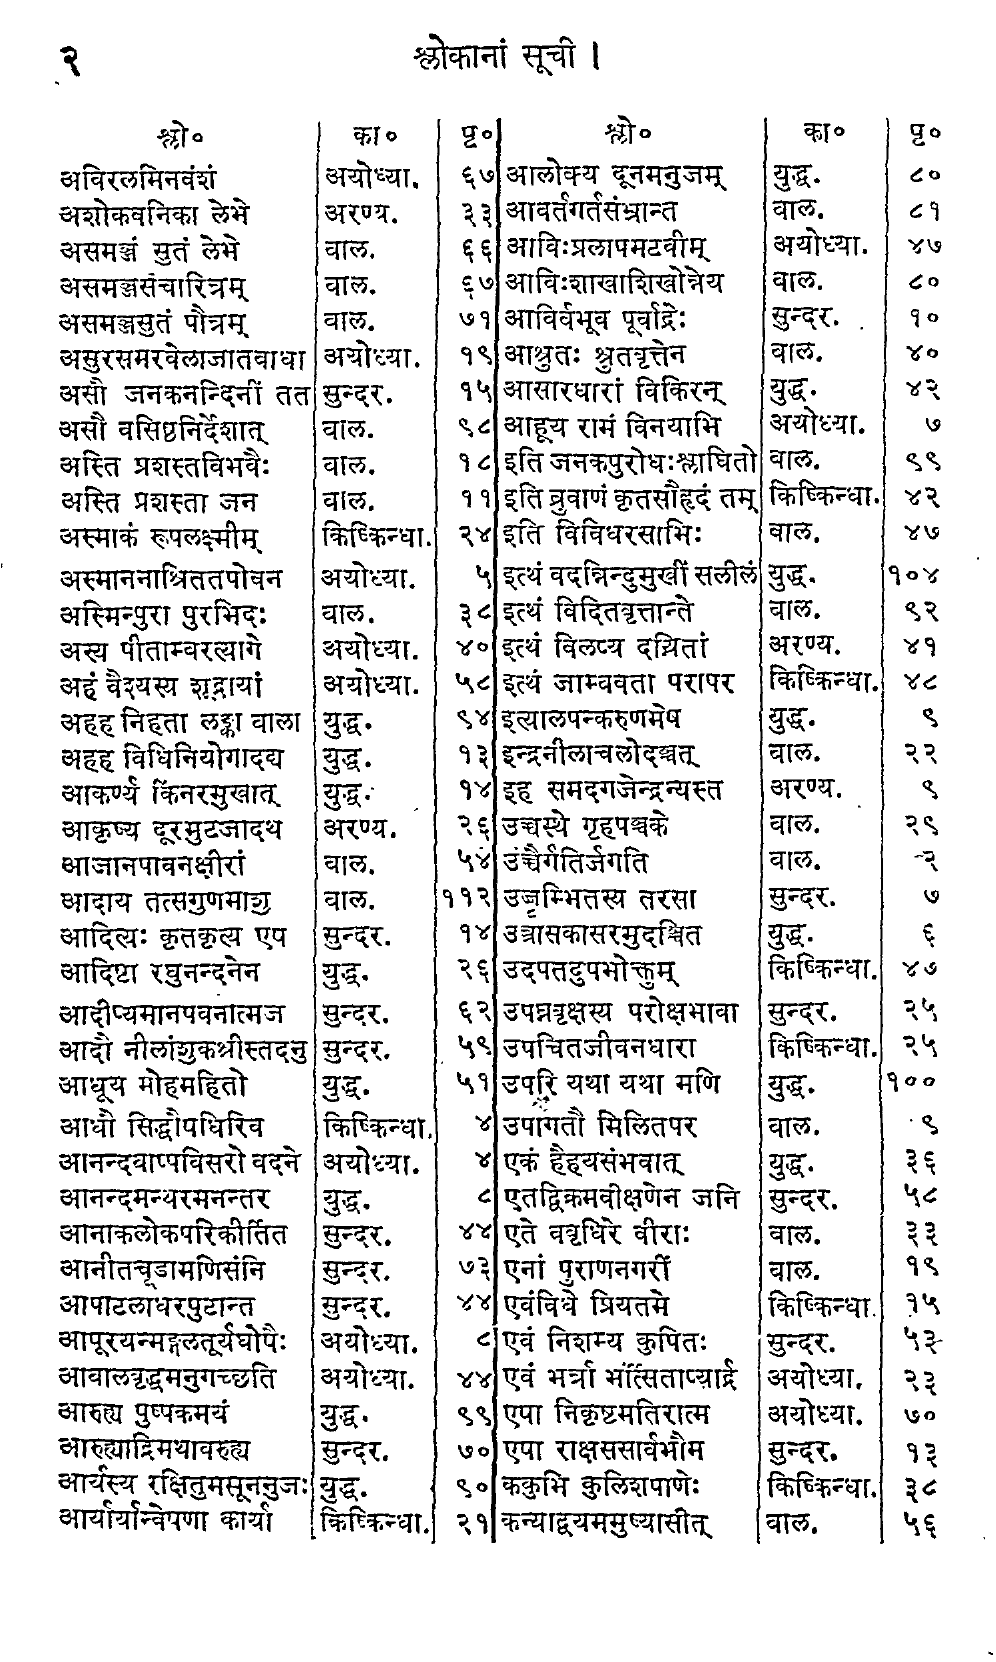 २ श्लोकानां सूची ।
श्लो० का० पृ० श्लो० का० पृ०
अविरलमिनवंशं अयोध्या. ६७ आलोक्य दूनमनुजम् युद्ध. ८०
अशोकवनिका लेभे अरण्य. ३३ आवर्तगर्तसंभ्रान्त वाल. ८१
असमञ्जं सुतं लेभे वाल. ६६ आविःप्रलापमटवीम् अयोध्या. ४७
असमञ्जसंचारित्रम् वाल. ६७ आविःशाखाशिखोन्नेय वाल. ८०
असमञ्जसुतं पौत्रम् वाल. ७१ आविर्बभूव पूर्वाद्रेः सुन्दर. १०
असुरसमरवेलाजातवाधा अयोध्या. १९ आश्रुतः श्रुतवृत्तेन वाल. ४०
असौ जनकनन्दिनीं तत सुन्दर. १५ आसारधारां विकिरन् युद्ध. ४२
असौ वसिष्ठनिर्देशात् वाल. ९८ आहूय रामं विनयाभि अयोध्या. ७
अस्ति प्रशस्तविभवैः वाल. १८ इति जनकपुरोधःश्लाघितो वाल. ९९
अस्ति प्रशस्ता जन वाल. ११ इति व्रुवाणं कृतसौहृदं तम् किष्किन्धा. ४२
अस्माकं रूपलक्ष्मीम् किष्किन्धा. २४ इति विविधरसाभिः वाल. ४७
अस्माननाश्रिततपोवन अयोध्या. ५ इत्थं वदन्निन्दुमुखीं सलीलं युद्ध. १०४
अस्मिन्पुरा पुरभिदः वाल. ३८ इत्थं विदितवृत्तान्ते वाल. ९२
अस्य पीताम्वरत्यागे अयोध्या. ४० इत्थं विलप्य दयितां अरण्य. ४१
अहं वैश्यस्य शूद्रायां अयोध्या. ५८ इत्थं जाम्ववता परापर किष्किन्धा. ४८
अहह निहता लङ्का वाला युद्ध. ९४ इत्यालपन्करुणमेष युद्ध. ९
अहह विधिनियोगादद्य युद्ध. १३ इन्द्रनीलाचलोदञ्चत् वाल. २२
आकर्ण्य किंनरमुखात् युद्ध. १४ इह समदगजेन्द्रन्यस्त अरण्य. ९
आकृष्य दूरमुटजादथ अरण्य. २६ उच्चस्थे गृहपञ्चके वाल. २९
आजानपावनक्षीरां वाल. ५४ उच्चैर्गतिर्जगति वाल. २
आदाय तत्सगुणमाशु वाल. ११२ उज्जृम्भितस्य तरसा सुन्दर. ७
आदित्यः कृतकृत्य एष सुन्दर. १४ उत्रासकासरमुदञ्चित युद्ध. ६
आदिष्टा रघुनन्दनेन युद्ध. २६ उदपतदुपभोक्तुम् किष्किन्धा. ४७
आदीप्यमानपवनात्मज सुन्दर. ६२ उपघ्नवृक्षस्य परोक्षभावा सुन्दर. २५
आदौ नीलांशुकश्रीस्तदनु सुन्दर. ५९ उपचितजीवनधारा किष्किन्धा. २५
आधूय मोहमहितो युद्ध. ५१ उपरि यथा यथा मणि युद्ध. १००
आधौ सिद्धौषधिरिव किष्किन्धा. ४ उपागतौ मिलितपर वाल. ९
आनन्दवाष्पविसरो वदने अयोध्या. ४ एकं हैहयसंभवात् युद्ध. ३६
आनन्दमन्थरमनन्तर युद्ध. ८ एतद्विक्रमवीक्षणेन जनि सुन्दर. ५८
आनाकलोकपरिकीर्तित सुन्दर. ४४ एते ववृधिरे वीराः वाल. ३३
आनीतचूडामणिसंनि सुन्दर. ७३ एनां पुराणनगरीं वाल. १९
आपाटलाधरपुटान्त सुन्दर. ४४ एवंविधे प्रियतमे किष्किन्धा. १५
आपूरयन्मङ्गलतूर्यघोषैः अयोध्या. ८ एवं निशम्य कुपितः सुन्दर. ५३
आवालवृद्धमनुगच्छति अयोध्या. ४४ एवं भर्त्रा भर्त्सिताप्यार्द्र अयोध्या. २३
आरुह्य पुष्पकमयं युद्ध. ९९ एषा निकृष्टमतिरात्म अयोध्या. ७०
आरुह्याद्रिमथावरुह्य सुन्दर. ७० एषा राक्षससार्वभौम सुन्दर. १३
आर्यस्य रक्षितुमसूननुजः युद्ध. ९० ककुभि कुलिशपाणेः किष्किन्धा. ३८
आर्यार्यान्वेषणा कार्या किष्किन्धा. २१ कन्याद्वयममुष्यासीत् वाल. ५६